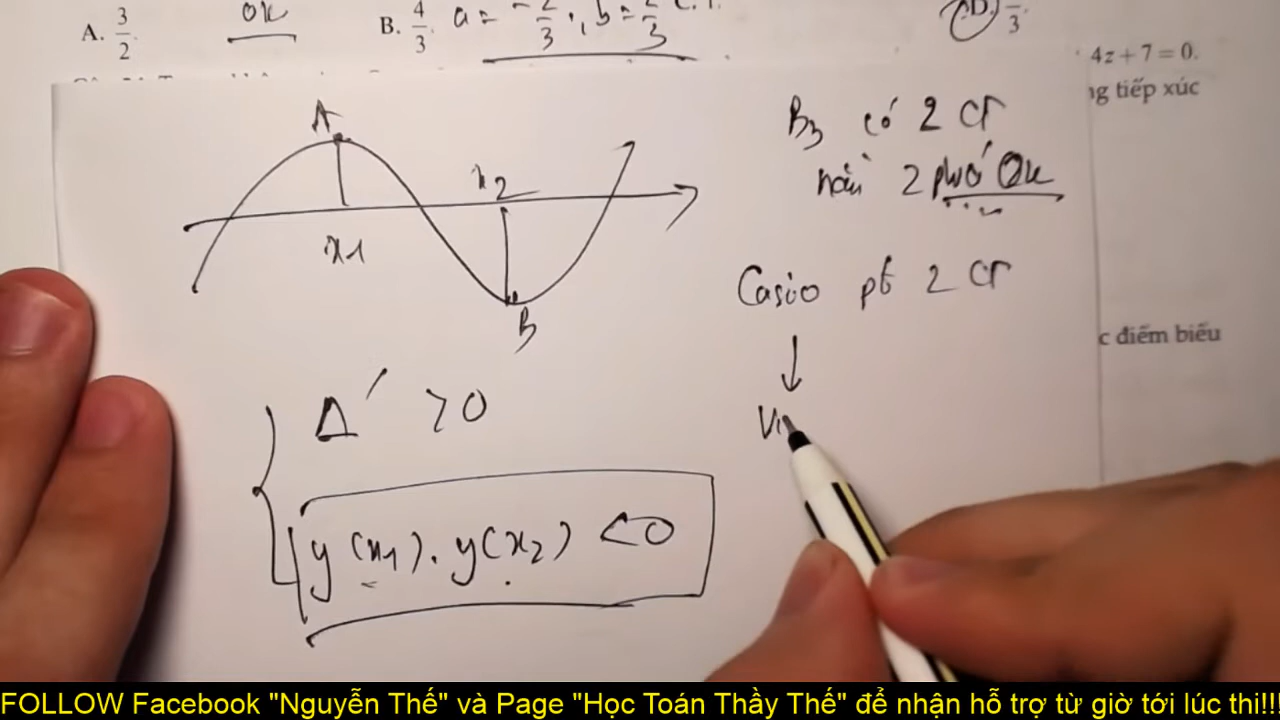 A. 3/2.
OK
B. 4/3.
a = -2/3 ; b = 2/3
C. 1.
D. /3
4z + 7 = 0.
ng tiếp xúc
c điểm biểu
A
x1
x2
B
B3 có 2 CT
nằm 2 phía Ox
Casio pt 2 CT
Vi
Δ' > 0
y(x1). y(x2) < 0
FOLLOW Facebook "Nguyễn Thế" và Page "Học Toán Thầy Thế" để nhận hỗ trợ từ giờ tới lúc thi!!!